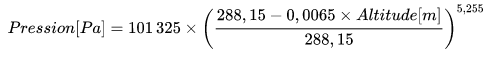 Pression[Pa] = 101 325 × ( (288, 15 − 0, 0065 × Altitude[m]) / 288, 15 )^5,255